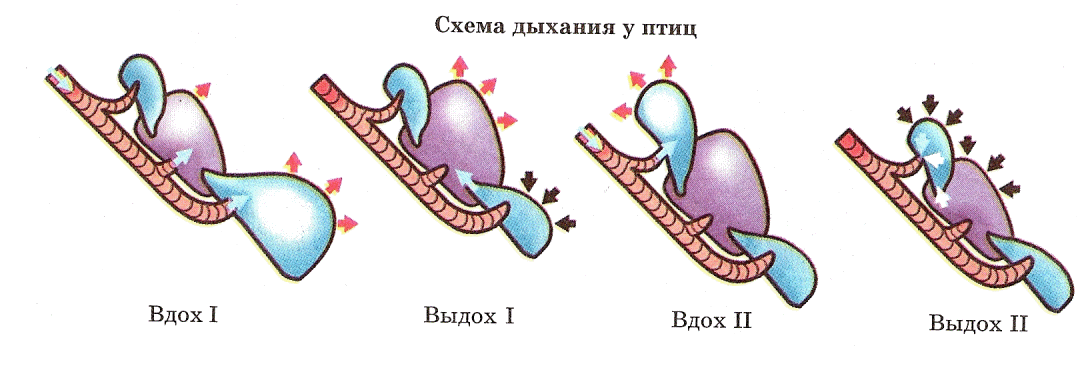 Схема дыхания у птиц
Вдох I
Выдох I
Вдох II
Выдох II